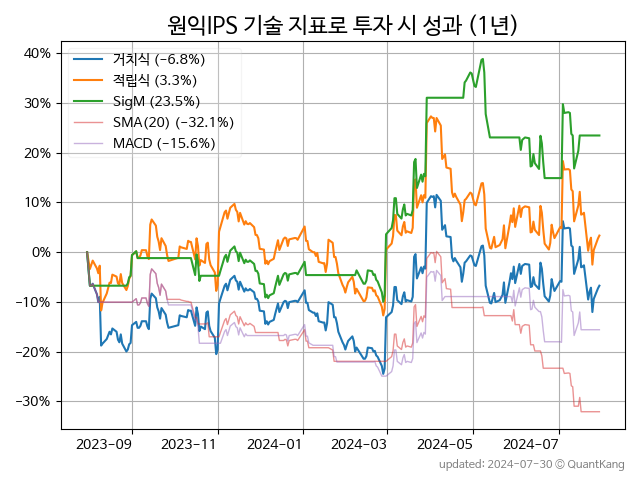 원익IPS 기술 지표로 투자 시 성과 (1년)
거치식 (−6.8%)
적립식 (3.3%)
SigM (23.5%)
SMA(20) (−32.1%)
MACD (−15.6%)
40%
30%
20%
10%
0%
−10%
−20%
−30%
2023-09
2023-11
2024-01
2024-03
2024-05
2024-07
updated: 2024-07-30 © QuantKang